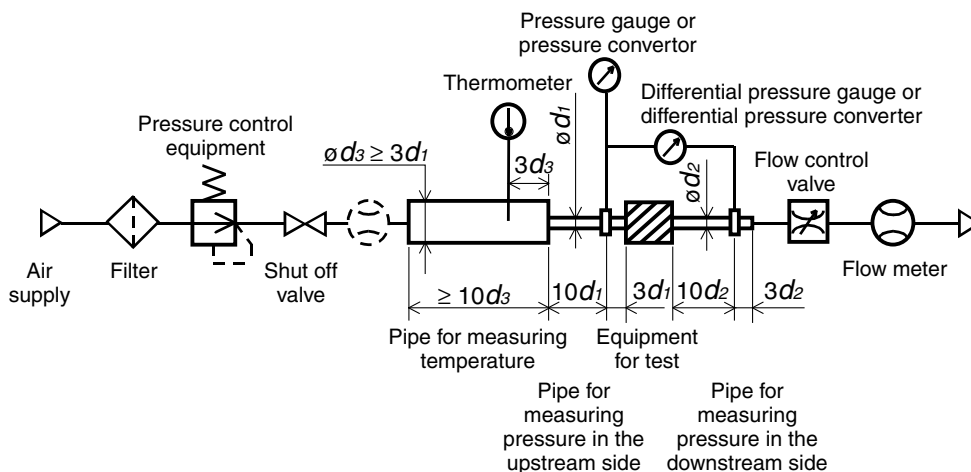 Pressure gauge or
pressure convertor
Thermometer
ød1
Differential pressure gauge or
differential pressure converter
Pressure control
equipment
ød3 ≥ 3d1
3d3
ød2
Flow control
valve
Air
supply
Filter
Shut off
valve
Flow meter
≥ 10d3
10d1
3d1
10d2
3d2
Pipe for measuring
temperature
Equipment
for test
Pipe for
measuring
pressure in the
upstream side
Pipe for
measuring
pressure in the
downstream side